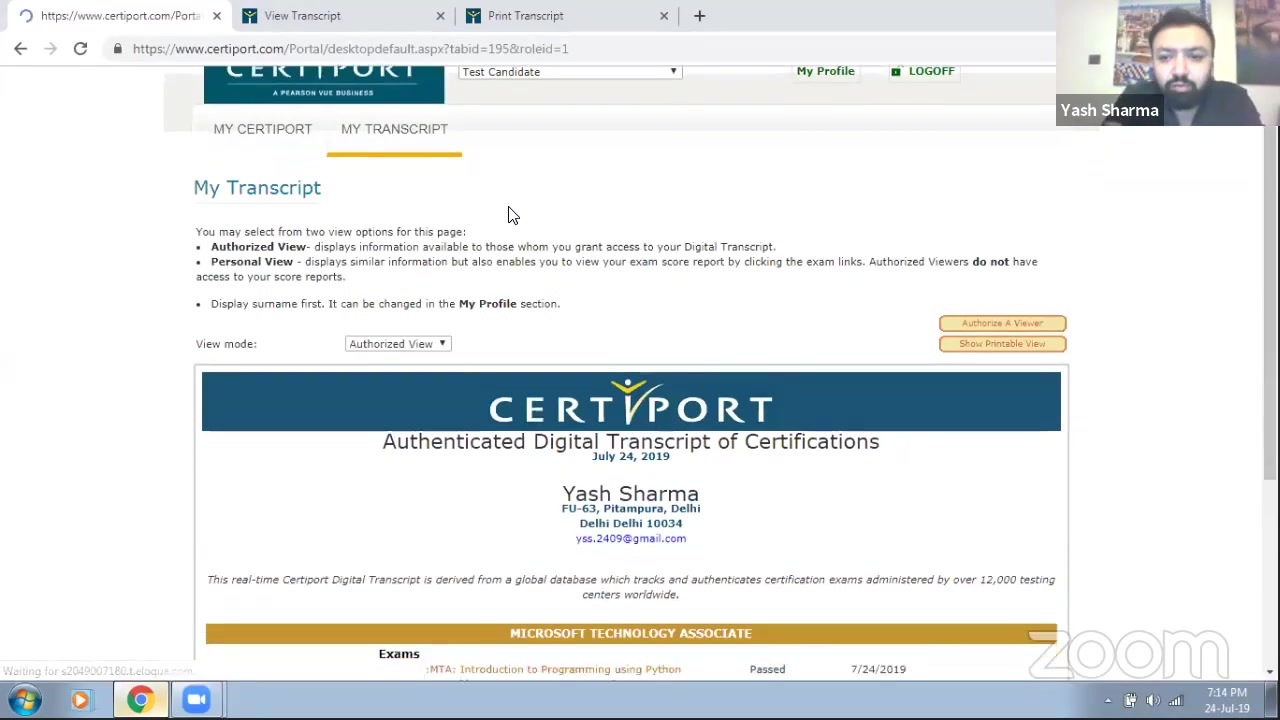 https://www.certiport.com/Porta
View Transcript
Print Transcript
https://www.certiport.com/Portal/desktopdefault.aspx?tabid=195&roleid=1
CERTIPORT
A PEARSON VUE BUSINESS
Test Candidate
My Profile
LOGOFF
Yash Sharma
MY CERTIPORT
MY TRANSCRIPT
My Transcript
You may select from two view options for this page:
• Authorized View- displays information available to those whom you grant access to your Digital Transcript.
• Personal View - displays similar information but also enables you to view your exam score report by clicking the exam links. Authorized Viewers do not have
access to your score reports.
• Display surname first. It can be changed in the My Profile section.
Authorize A Viewer
View mode: Authorized View
Show Printable View
CERTIPORT
Authenticated Digital Transcript of Certifications
July 24, 2019
Yash Sharma
FU-63, Pitampura, Delhi
Delhi Delhi 10034
yss.2409@gmail.com
This real-time Certiport Digital Transcript is derived from a global database which tracks and authenticates certification exams administered by over 12,000 testing
centers worldwide.
MICROSOFT TECHNOLOGY ASSOCIATE
Exams
:MTA: Introduction to Programming using Python Passed 7/24/2019
zoom
7:14 PM
24-Jul-19